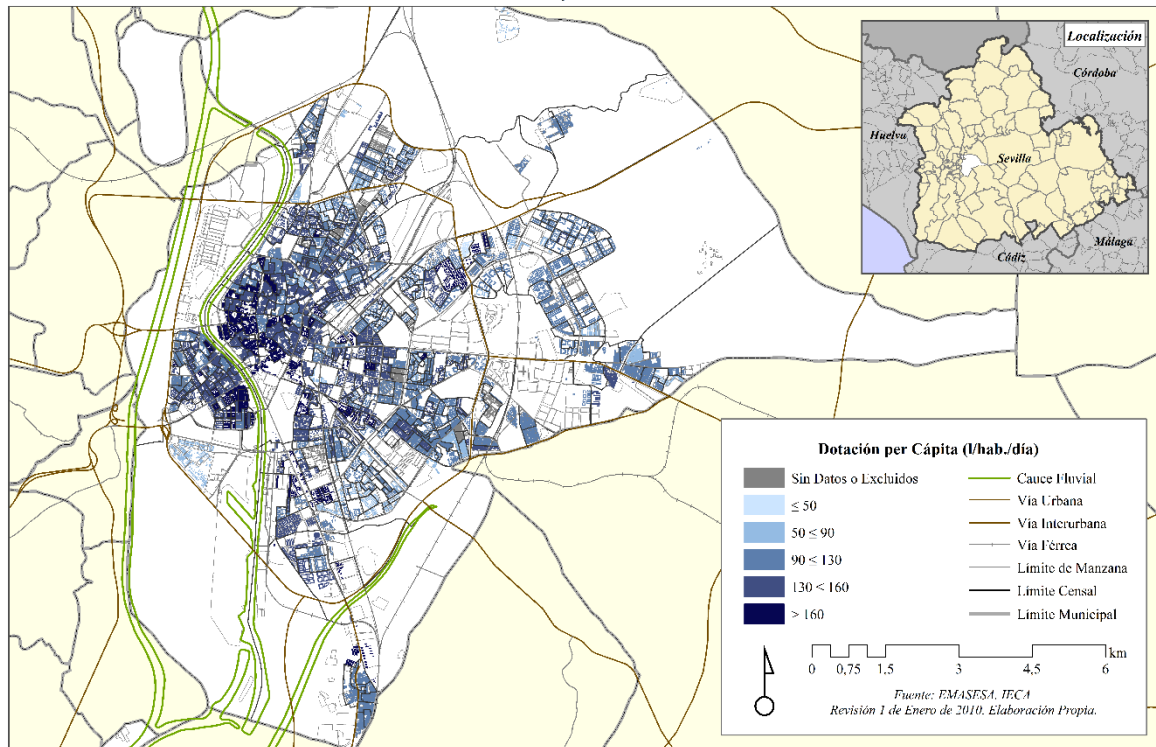 Localización
Córdoba
Huelva
Sevilla
Málaga
Cádiz
Dotación per Cápita (l/hab./día)
Sin Datos o Excluidos
≤ 50
50 ≤ 90
90 ≤ 130
130 < 160
> 160
Cauce Fluvial
Vía Urbana
Vía Interurbana
Vía Férrea
Límite de Manzana
Límite Censal
Límite Municipal
km
0 0,75 1,5 3 4,5 6
Fuente: EMASESA, IECA
Revisión 1 de Enero de 2010. Elaboración Propia.